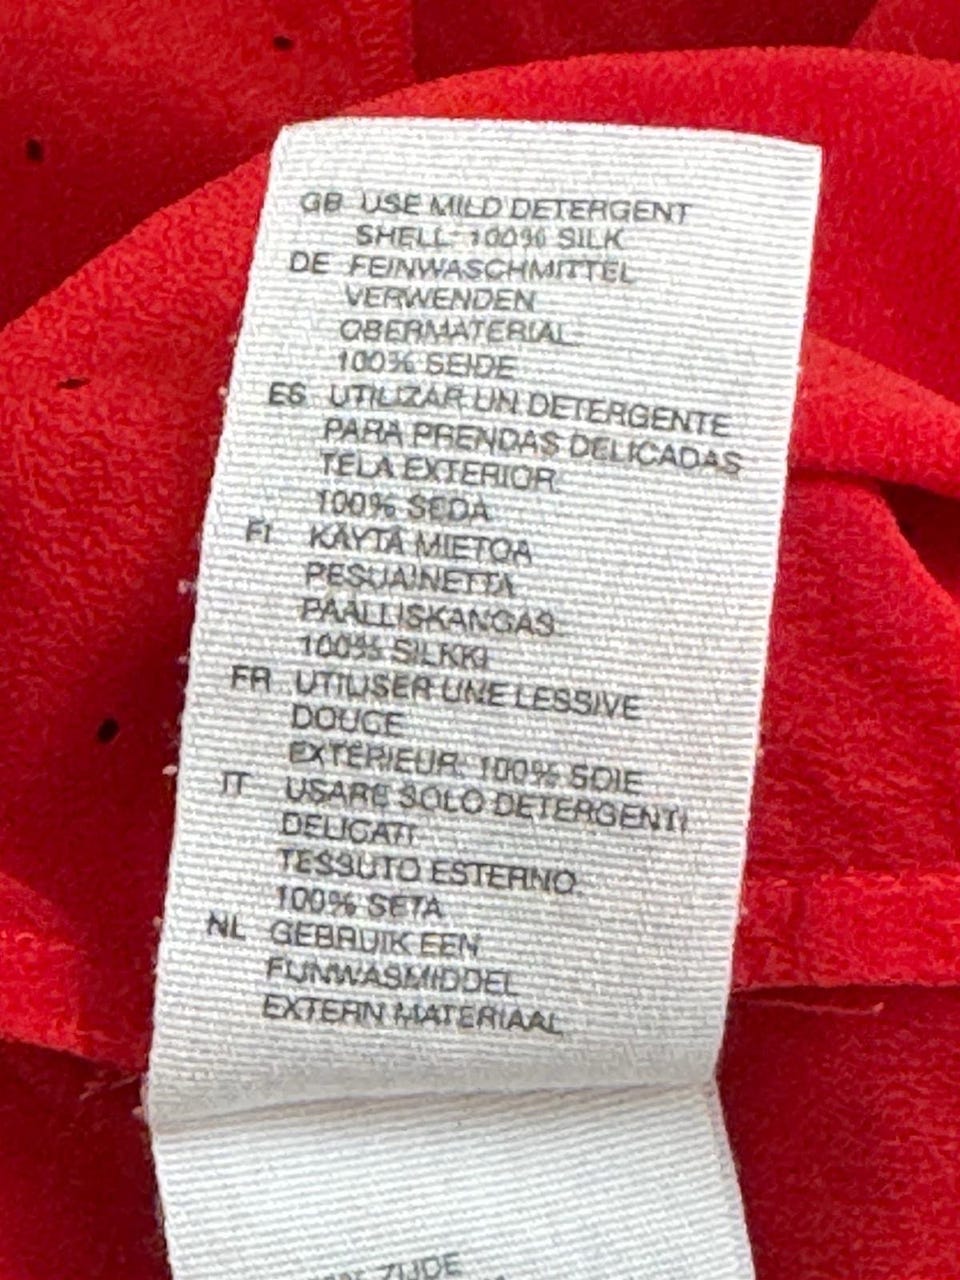 GB USE MILD DETERGENT
SHELL: 100% SILK
DE FEINWASCHMITTEL
VERWENDEN
OBERMATERIAL:
100% SEIDE
ES UTILIZAR UN DETERGENTE
PARA PRENDAS DELICADAS
TELA EXTERIOR:
100% SEDA
FI KÄYTÄ MIETOA
PESUAINETTA
PÄÄLLISKANGAS:
100% SILKKI
FR UTILISER UNE LESSIVE
DOUCE
EXTÉRIEUR: 100% SOIE
IT USARE SOLO DETERGENTI
DELICATI
TESSUTO ESTERNO:
100% SETA
NL GEBRUIK EEN
FIJNWASMIDDEL
EXTERN MATERIAAL:
ZIJDE